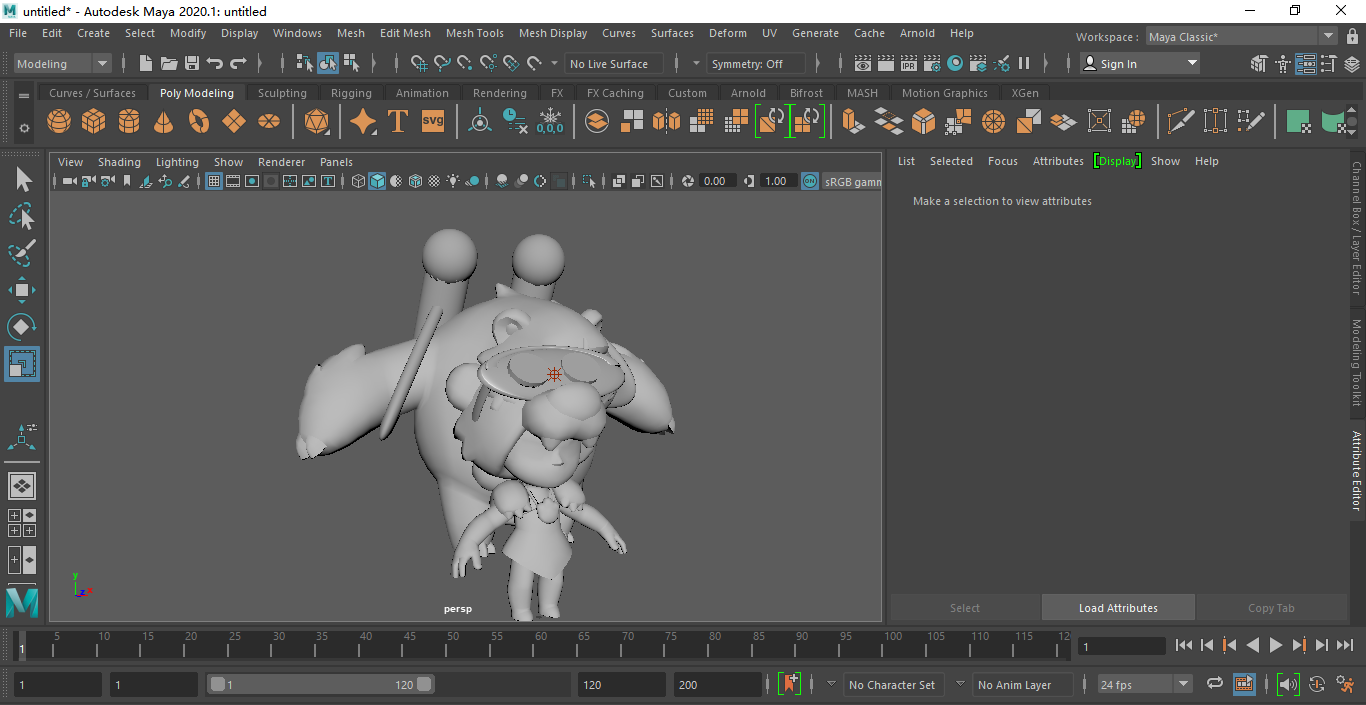 untitled* - Autodesk Maya 2020.1: untitled
File Edit Create Select Modify Display Windows Mesh Edit Mesh Mesh Tools Mesh Display Curves Surfaces Deform UV Generate Cache Arnold Help
Workspace : Maya Classic*
Modeling No Live Surface Symmetry: Off IPR Sign In
Curves / Surfaces Poly Modeling Sculpting Rigging Animation Rendering FX FX Caching Custom Arnold Bifrost MASH Motion Graphics XGen
T SVG 0,0,0
View Shading Lighting Show Renderer Panels
0.00 1.00 ON sRGB gamm
List Selected Focus Attributes Display Show Help
Make a selection to view attributes
Channel Box / Layer Editor
Modeling Toolkit
Attribute Editor
y
z x
persp
Select Load Attributes Copy Tab
1 5 10 15 20 25 30 35 40 45 50 55 60 65 70 75 80 85 90 95 100 105 110 115 12 1
1 1 1 120 120 200 No Character Set No Anim Layer 24 fps